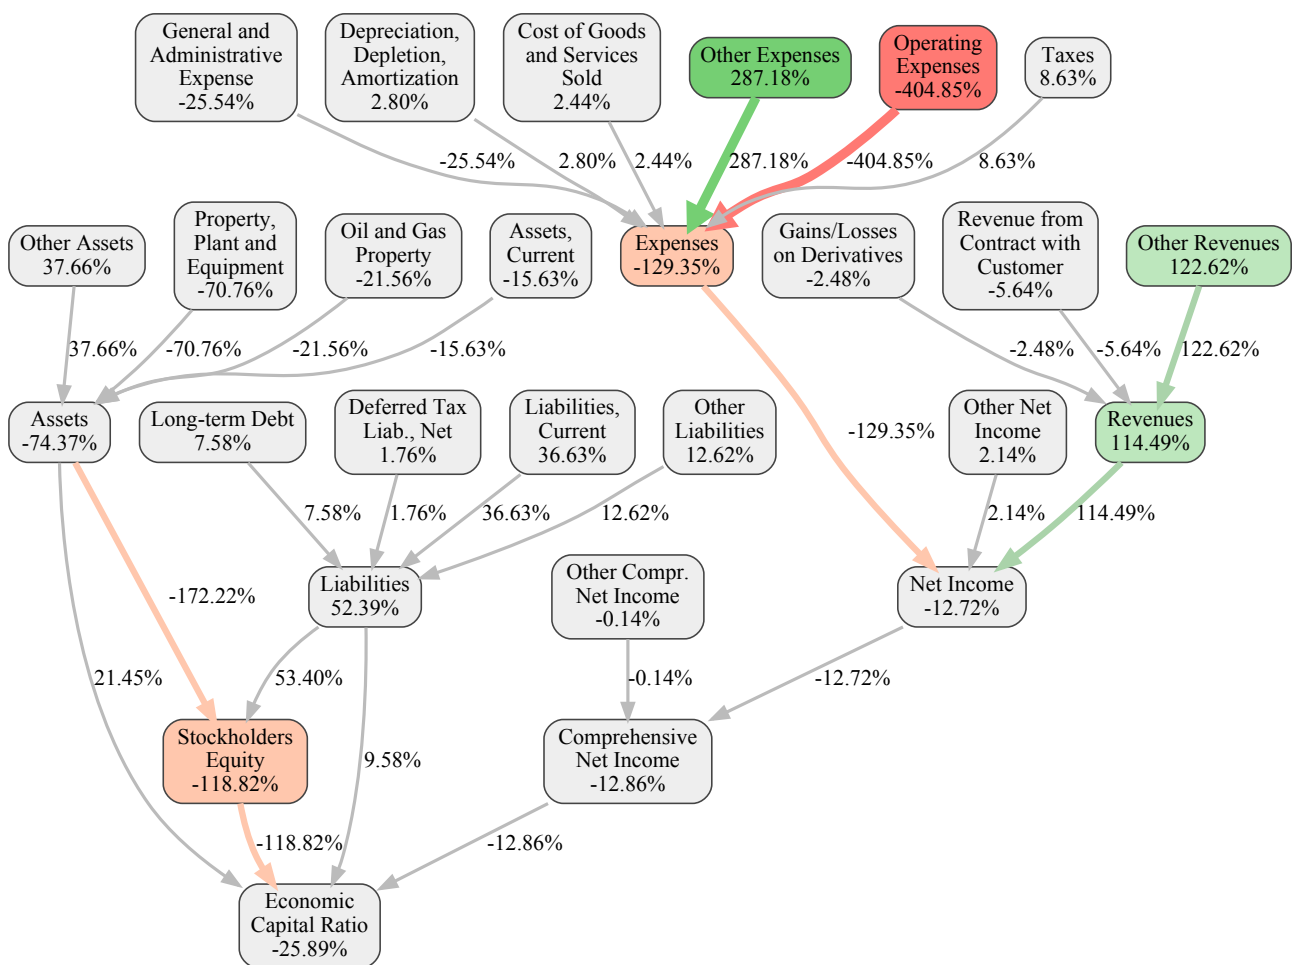 General and
Administrative
Expense
-25.54%
Depreciation,
Depletion,
Amortization
2.80%
Cost of Goods
and Services
Sold
2.44%
Other Expenses
287.18%
Operating
Expenses
-404.85%
Taxes
8.63%
-25.54%
2.80%
2.44%
287.18%
-404.85%
8.63%
Other Assets
37.66%
Property,
Plant and
Equipment
-70.76%
Oil and Gas
Property
-21.56%
Assets,
Current
-15.63%
Expenses
-129.35%
Gains/Losses
on Derivatives
-2.48%
Revenue from
Contract with
Customer
-5.64%
Other Revenues
122.62%
37.66%
-70.76%
-21.56%
-15.63%
-2.48%
-5.64%
122.62%
Assets
-74.37%
Long-term Debt
7.58%
Deferred Tax
Liab., Net
1.76%
Liabilities,
Current
36.63%
Other
Liabilities
12.62%
-129.35%
Other Net
Income
2.14%
Revenues
114.49%
7.58%
1.76%
36.63%
12.62%
2.14%
114.49%
-172.22%
Liabilities
52.39%
Other Compr.
Net Income
-0.14%
Net Income
-12.72%
21.45%
53.40%
-0.14%
-12.72%
Stockholders
Equity
-118.82%
9.58%
Comprehensive
Net Income
-12.86%
-118.82%
-12.86%
Economic
Capital Ratio
-25.89%